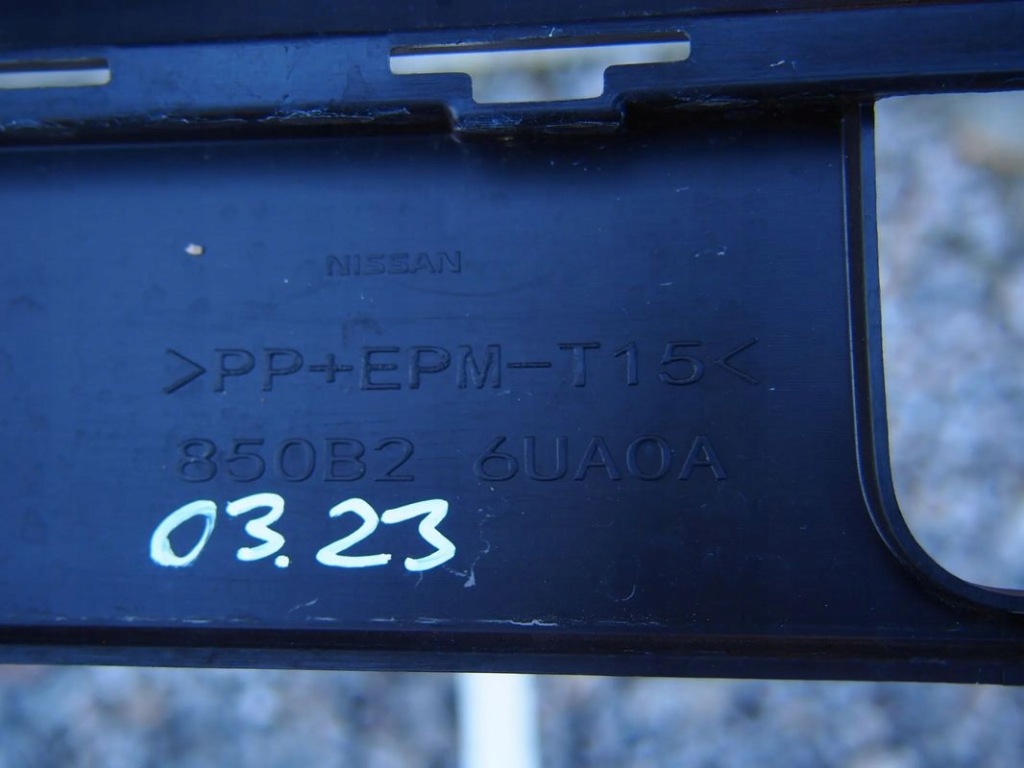 NISSAN
>PP+EPM-T15<
850B2 6UA0A
03.23